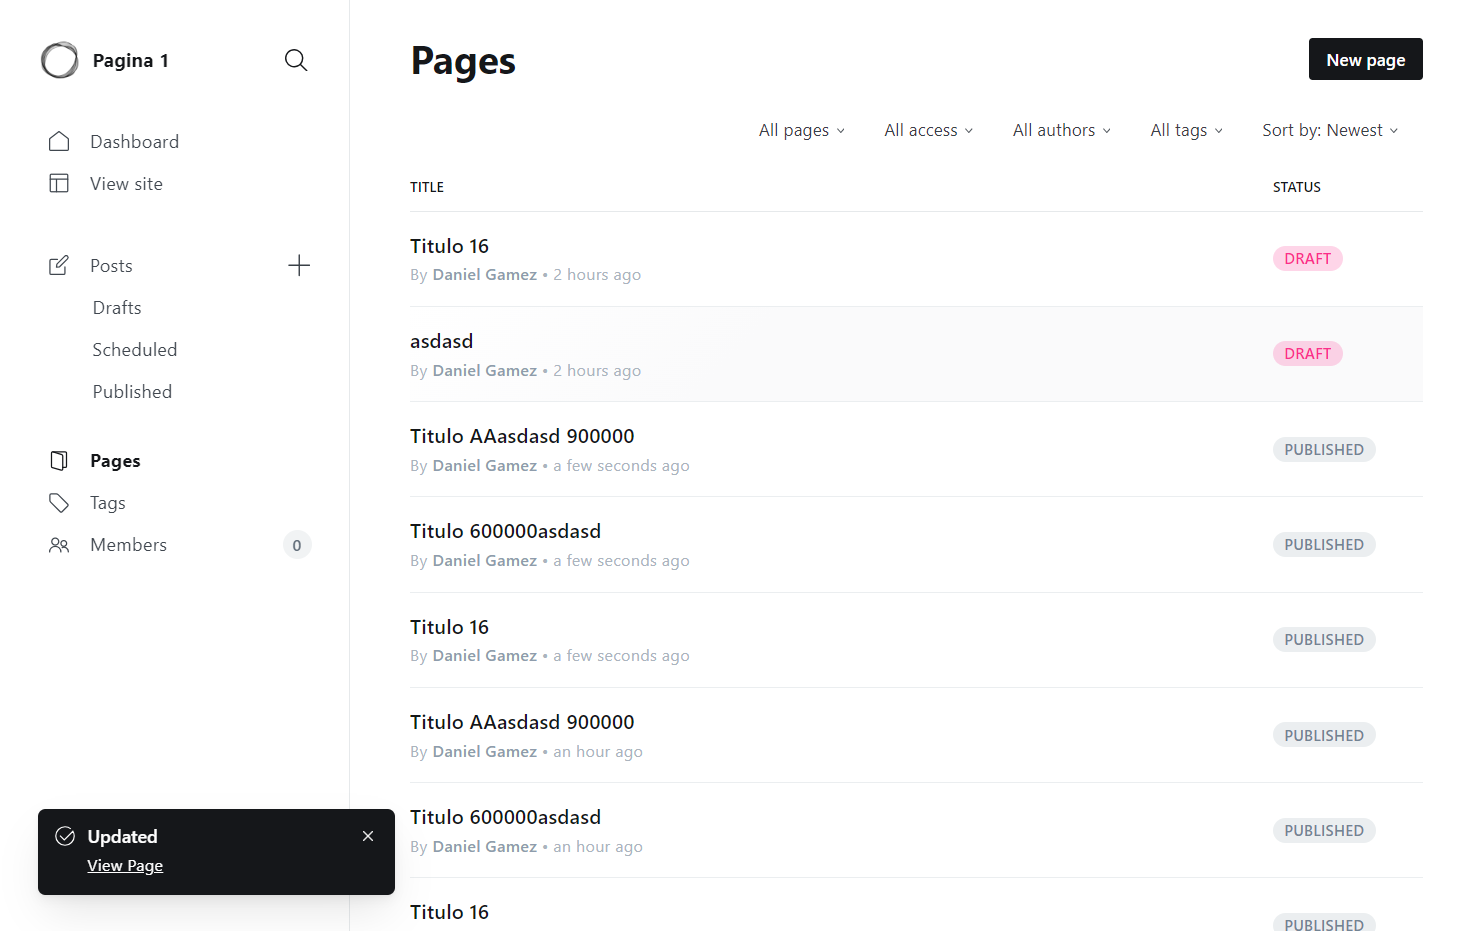 Pagina 1
Dashboard
View site
Posts
Drafts
Scheduled
Published
Pages
Tags
Members 0
Updated
View Page
Pages
New page
All pages All access All authors All tags Sort by: Newest
TITLE STATUS
Titulo 16
By Daniel Gamez • 2 hours ago
DRAFT
asdasd
By Daniel Gamez • 2 hours ago
DRAFT
Titulo AAasdasd 900000
By Daniel Gamez • a few seconds ago
PUBLISHED
Titulo 600000asdasd
By Daniel Gamez • a few seconds ago
PUBLISHED
Titulo 16
By Daniel Gamez • a few seconds ago
PUBLISHED
Titulo AAasdasd 900000
By Daniel Gamez • an hour ago
PUBLISHED
Titulo 600000asdasd
By Daniel Gamez • an hour ago
PUBLISHED
Titulo 16
PUBLISHED